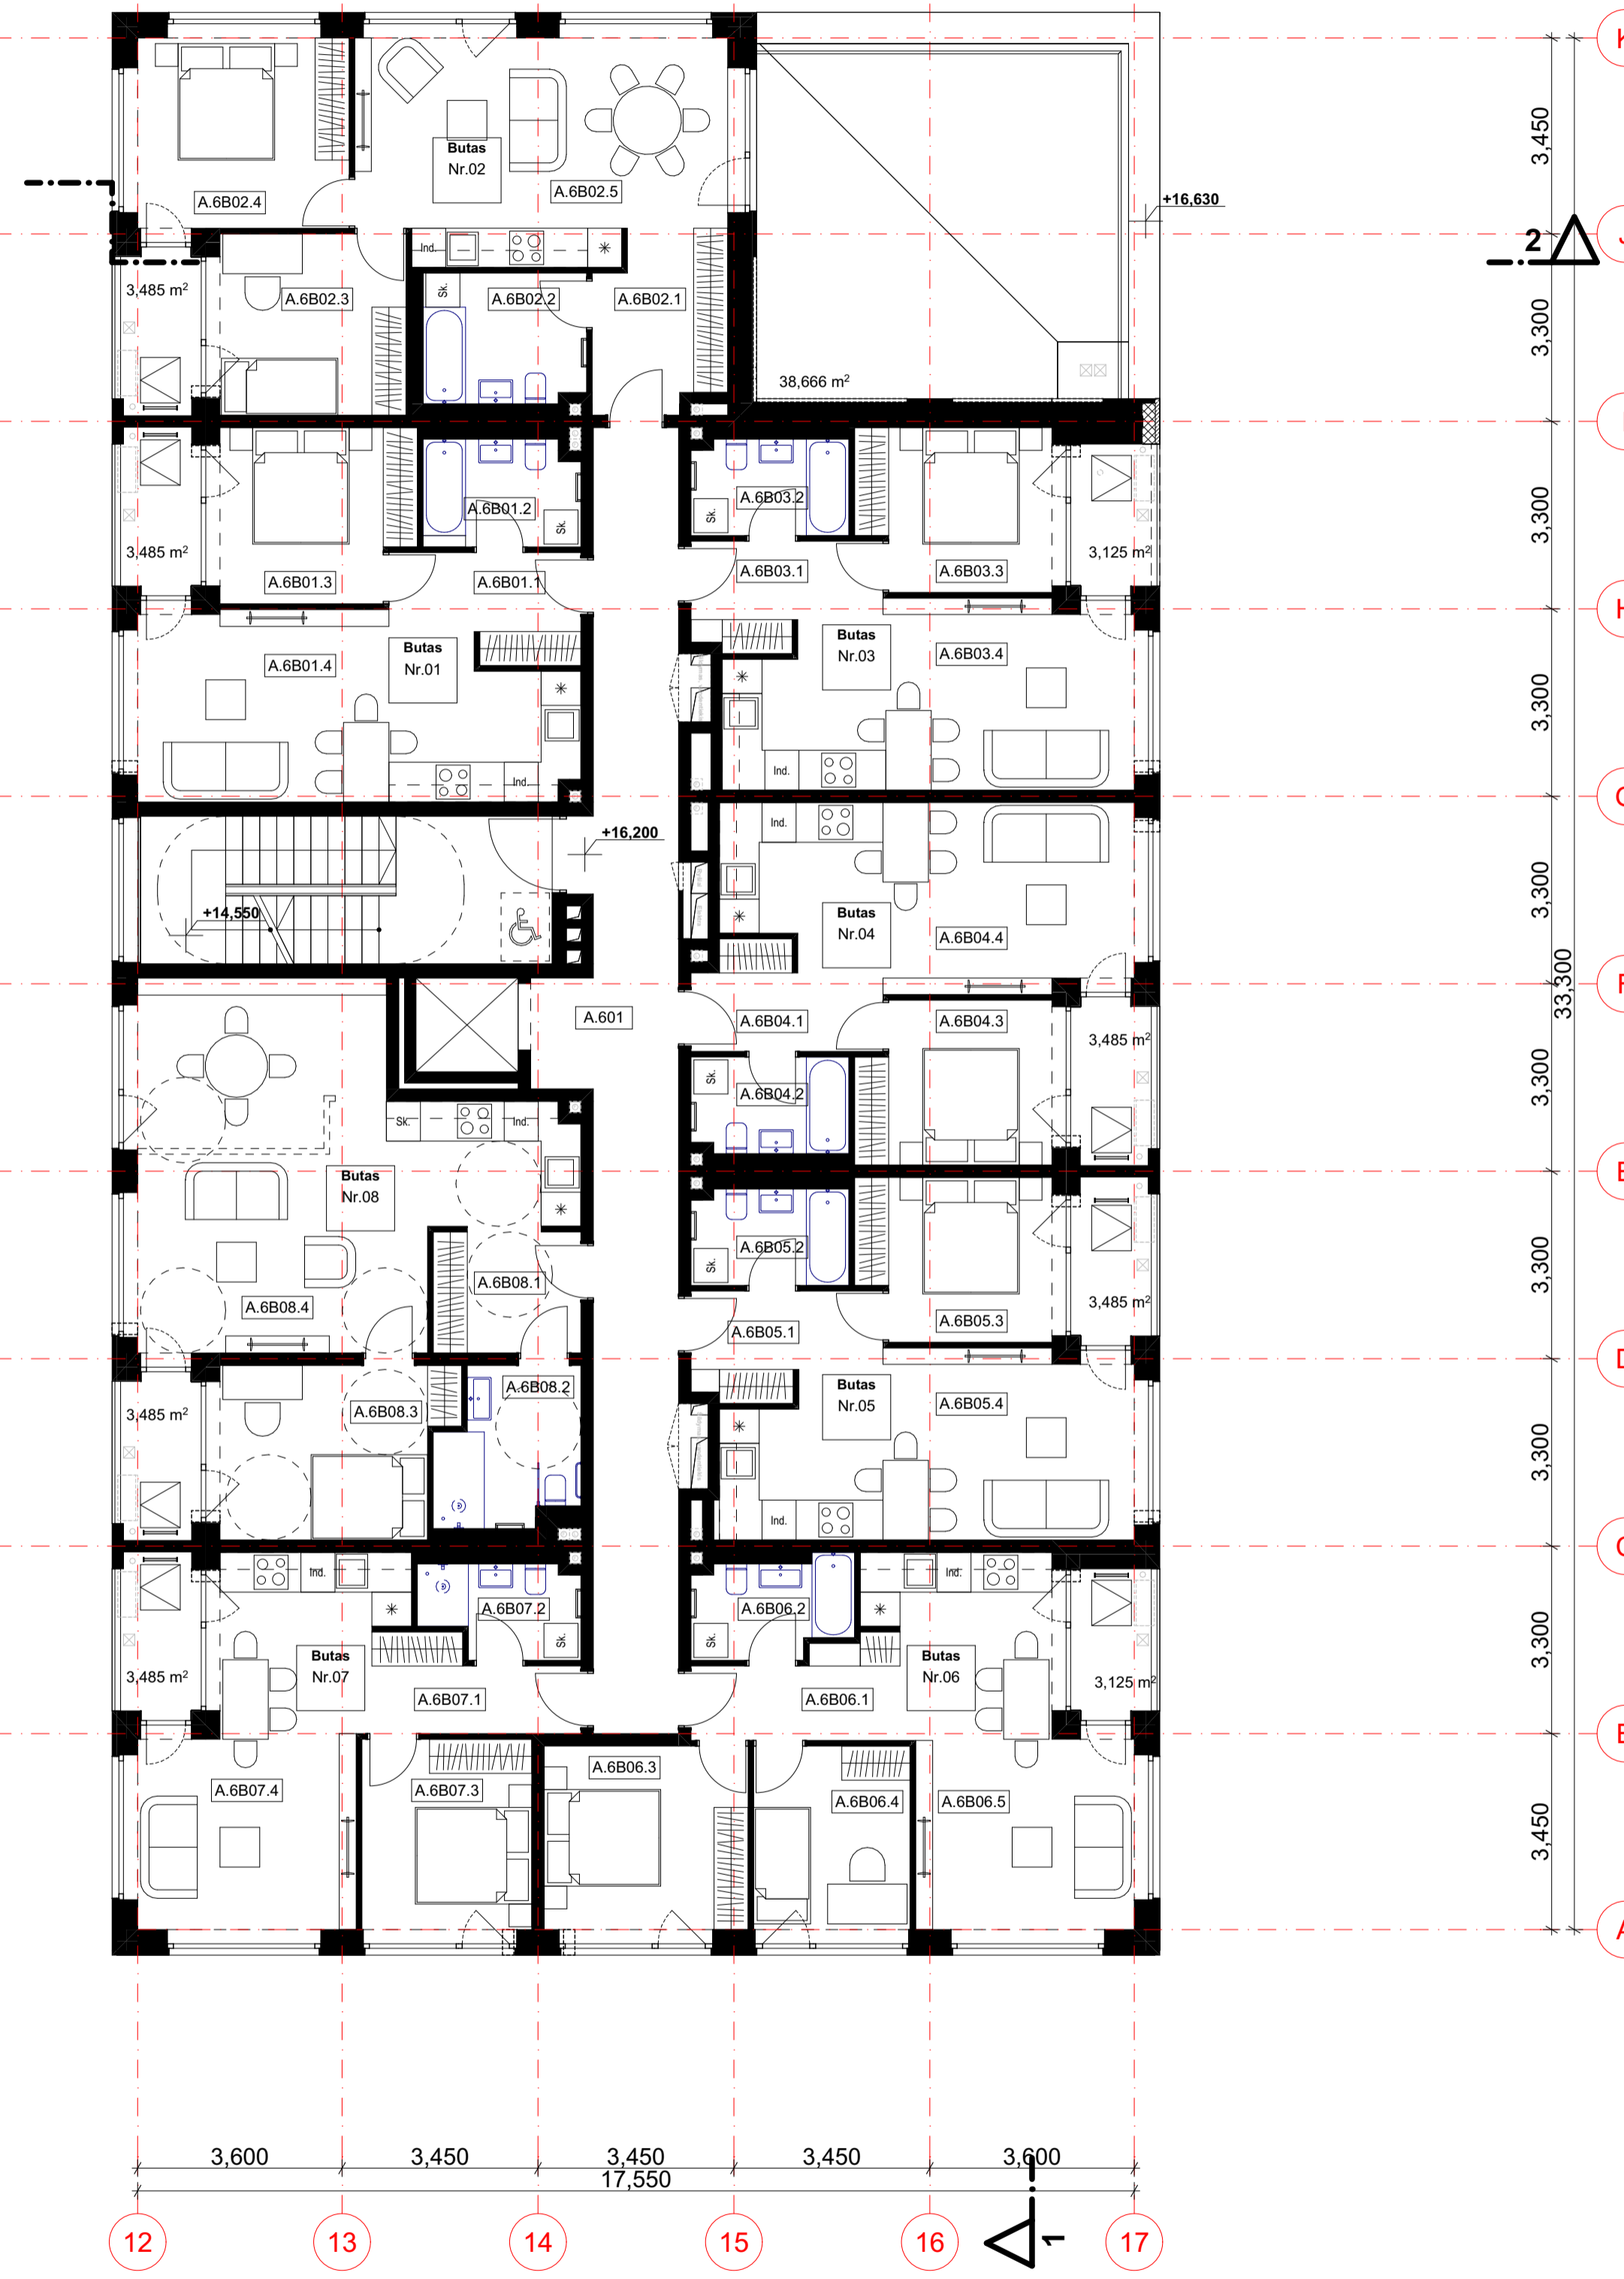 K
3,450
Butas
Nr.02
A.6B02.4
A.6B02.5
+16,630
2
Ind.
3,485 m²
A.6B02.3
Sk.
A.6B02.2
A.6B02.1
3,300
38,666 m²
A.6B01.2
Sk.
A.6B03.2
Sk.
3,300
3,485 m²
3,125 m²
A.6B01.3
A.6B01.1
A.6B03.1
A.6B03.3
H
Butas
Nr.01
A.6B01.4
Butas
Nr.03
A.6B03.4
3,300
Ind.
Ind.
Ind.
+16,200
3,300
+14,550
Butas
Nr.04
A.6B04.4
F
33,300
A.601
A.6B04.1
A.6B04.3
3,485 m²
3,300
Sk.
A.6B04.2
Sk.
Ind.
E
Butas
Nr.08
A.6B05.2
Sk.
3,300
A.6B08.1
A.6B08.4
3,485 m²
A.6B05.1
A.6B05.3
D
A.6B08.2
Butas
Nr.05
A.6B05.4
3,485 m²
A.6B08.3
3,300
Ind.
C
Ind.
Ind.
A.6B07.2
Sk.
A.6B06.2
Sk.
3,300
Butas
Nr.07
Butas
Nr.06
3,485 m²
3,125 m²
A.6B07.1
A.6B06.1
B
A.6B06.3
A.6B07.4
A.6B07.3
A.6B06.4
A.6B06.5
3,450
A
3,600
3,450
3,450
3,450
3,600
17,550
12
13
14
15
16
1
17